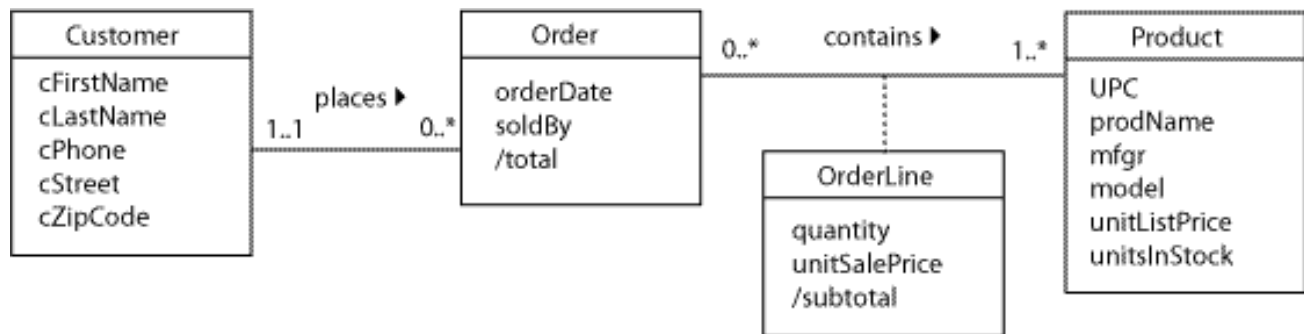 Customer
cFirstName
cLastName
cPhone
cStreet
cZipCode
places ▶
1..1
0..*
Order
orderDate
soldBy
/total
0..*
contains ▶
1..*
OrderLine
quantity
unitSalePrice
/subtotal
Product
UPC
prodName
mfgr
model
unitListPrice
unitsInStock